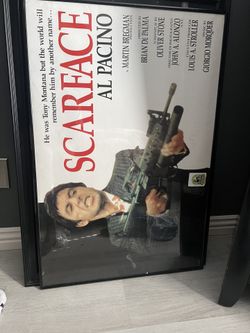 He was Tony Montana but the world will
remember him by another name...
SCARFACE
AL PACINO
A MARTIN BREGMAN
BRIAN DE PALMA
OLIVER STONE
JOHN A. ALONZO
LOUIS A. STROLLER
GIORGIO MORODER